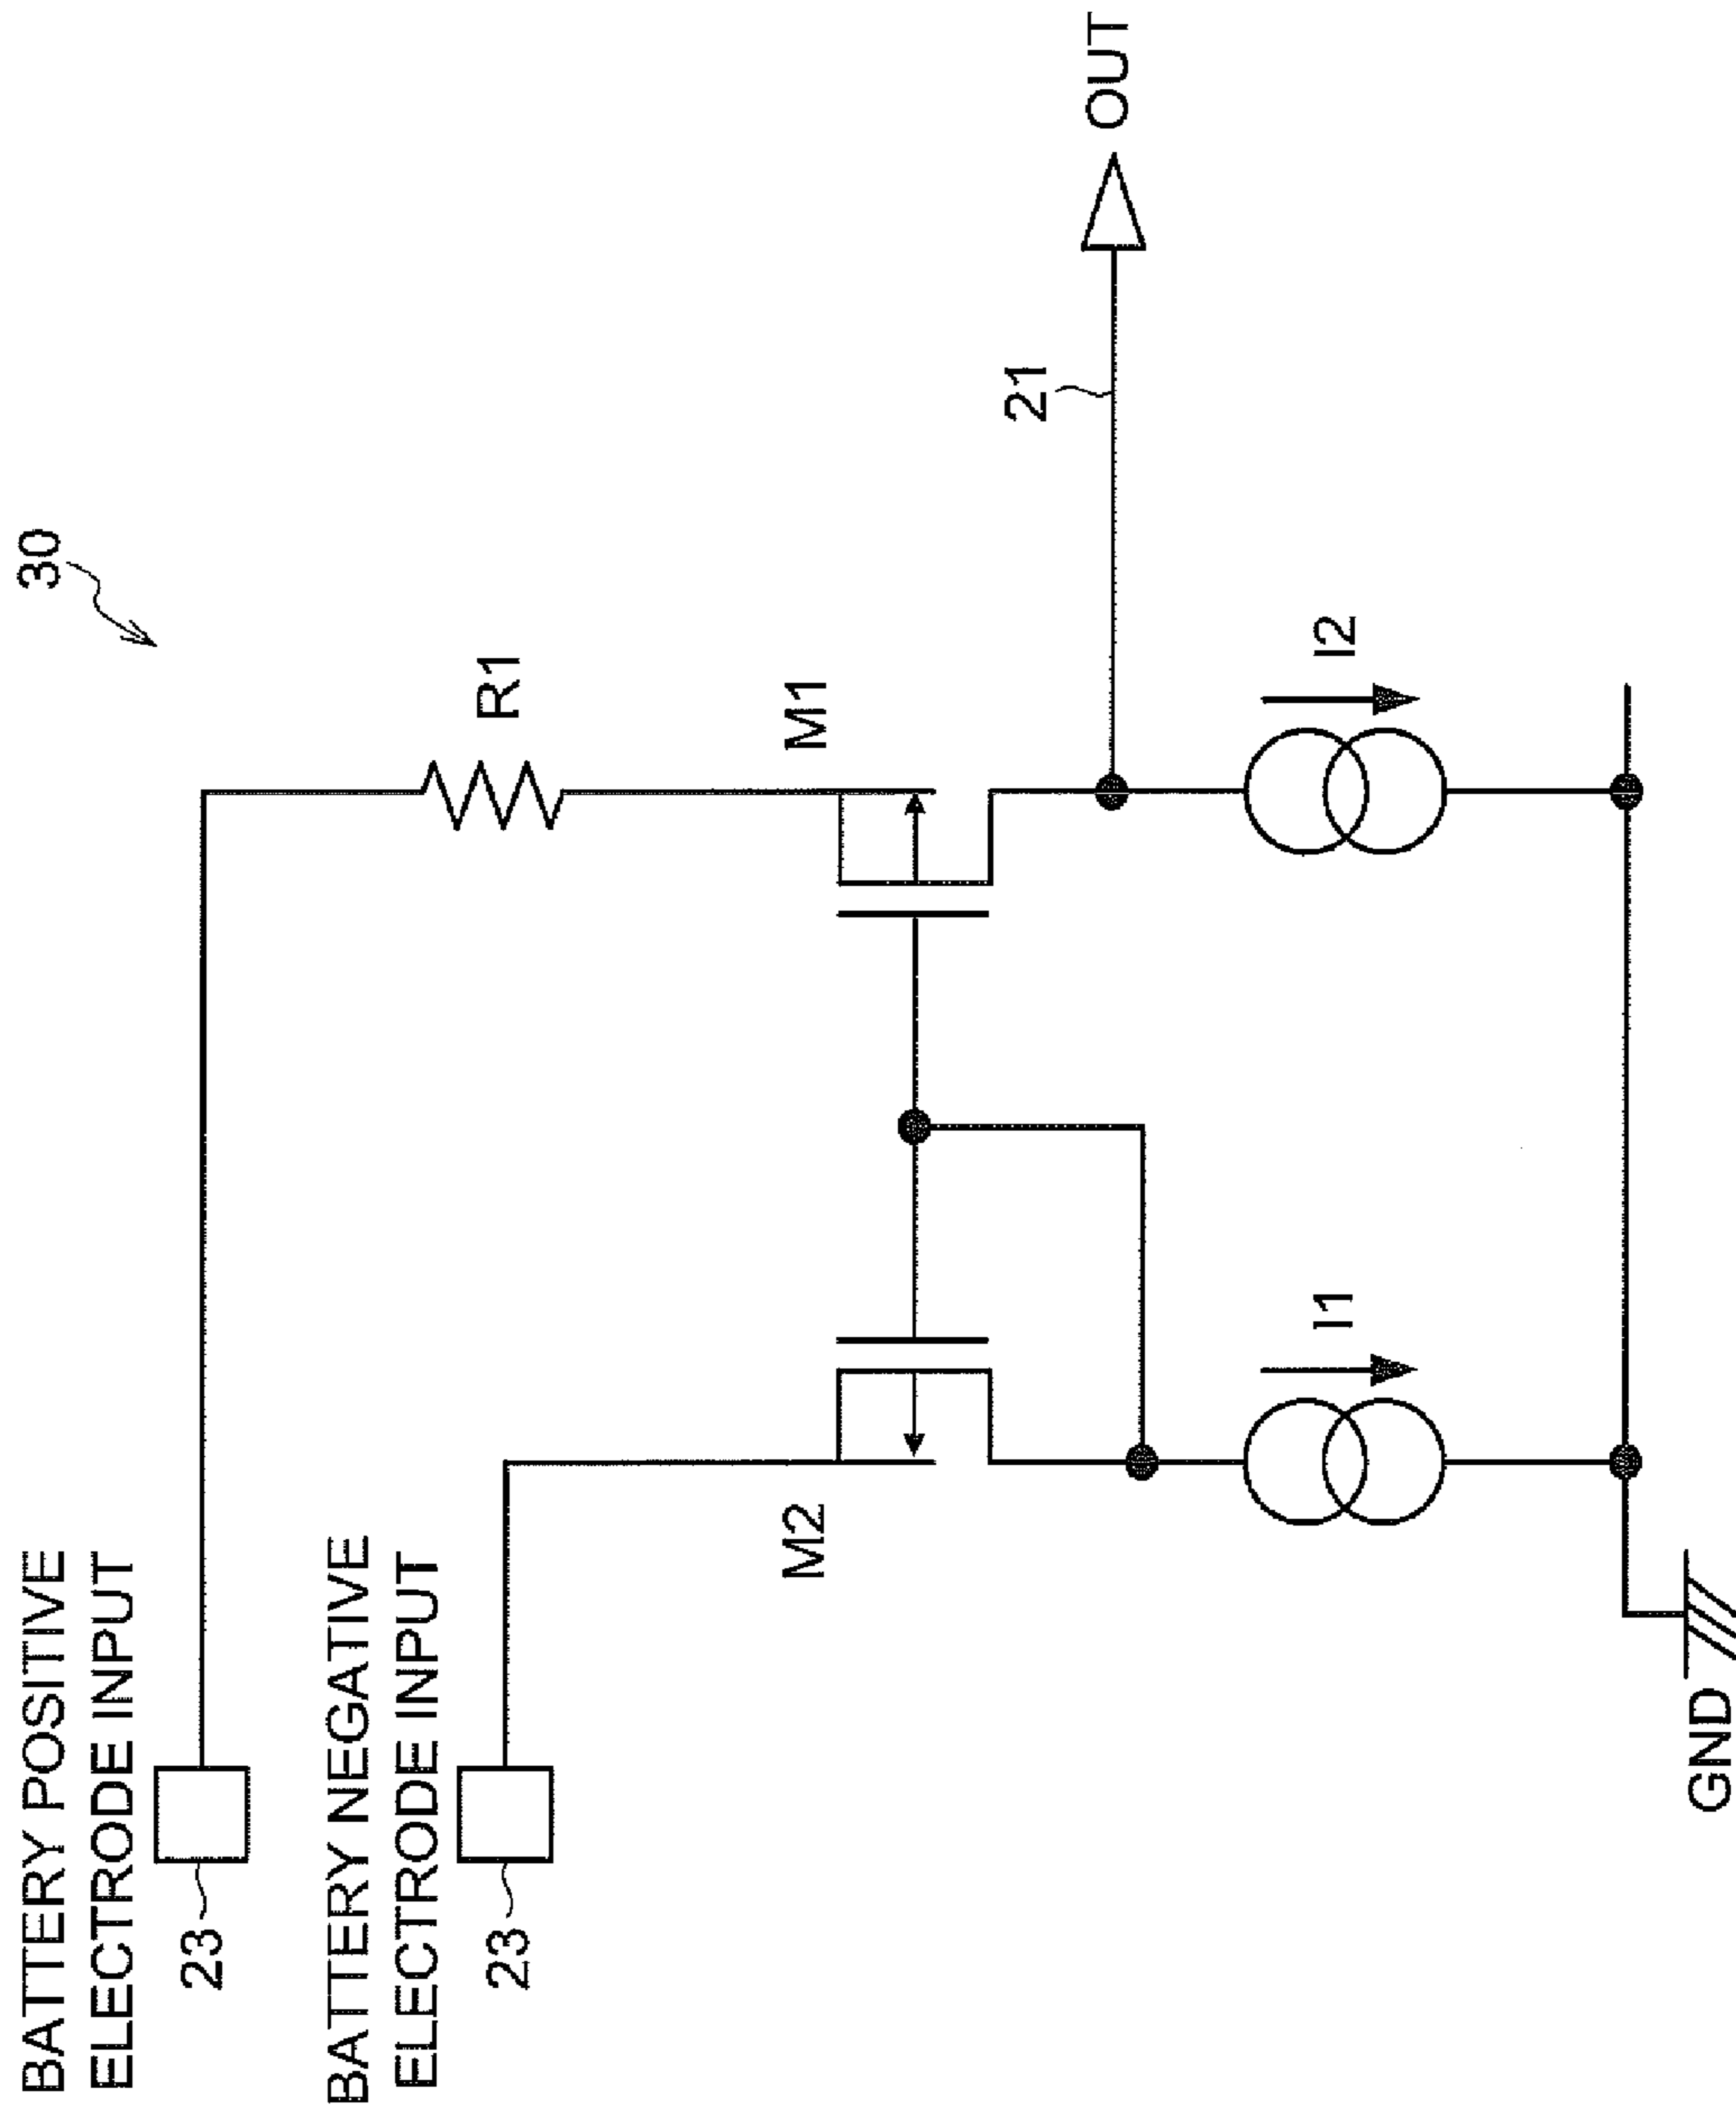 30
BATTERY POSITIVE
ELECTRODE INPUT
23
R1
BATTERY NEGATIVE
ELECTRODE INPUT
23
M2
M1
21
OUT
I1
I2
GND